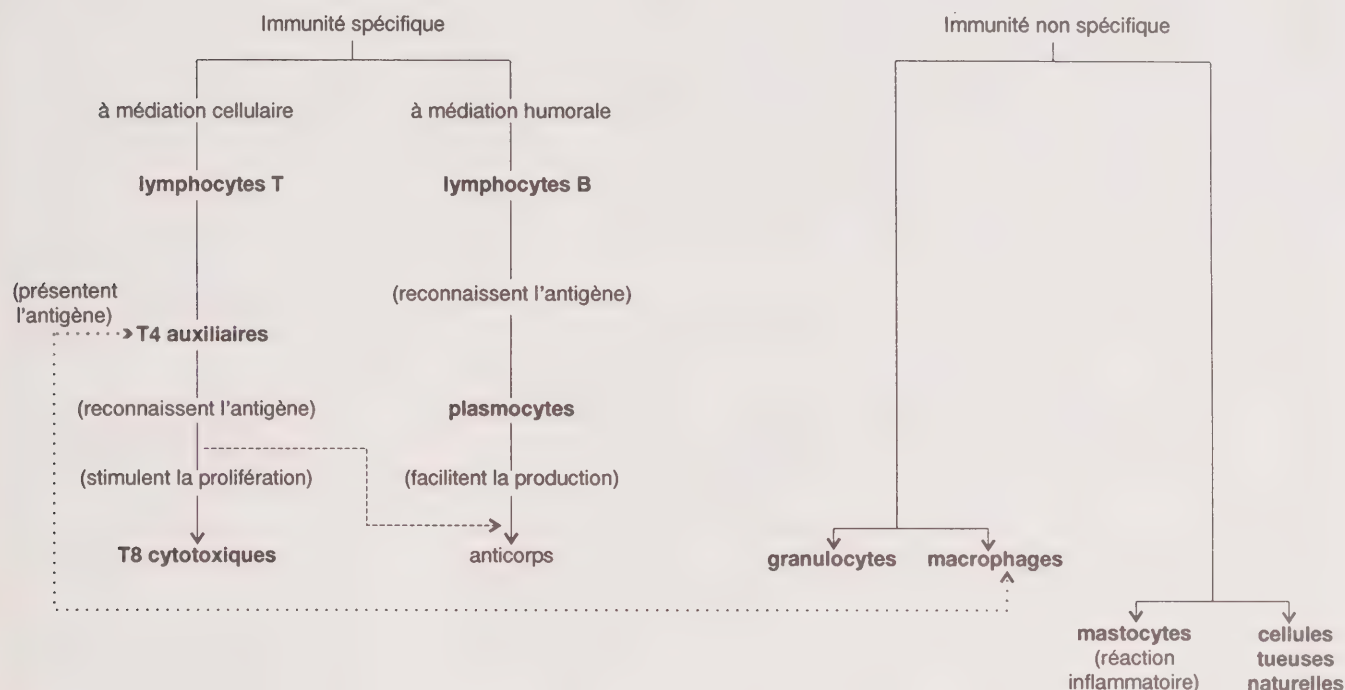 Immunité spécifique
à médiation cellulaire
à médiation humorale
lymphocytes T
lymphocytes B
(présentent
l'antigène)
(reconnaissent l'antigène)
T4 auxiliaires
(reconnaissent l'antigène)
plasmocytes
(stimulent la prolifération)
(facilitent la production)
T8 cytotoxiques
anticorps
Immunité non spécifique
granulocytes
macrophages
mastocytes
(réaction
inflammatoire)
cellules
tueuses
naturelles